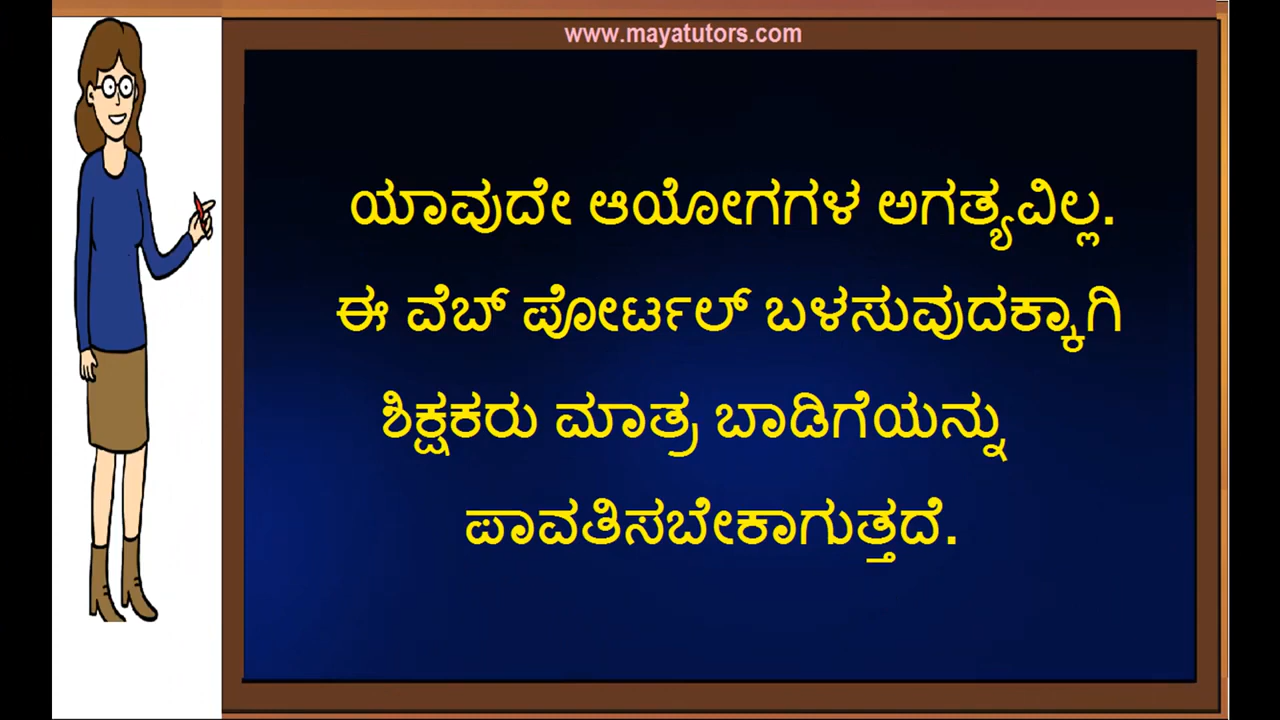 www.mayatutors.com
ಯಾವುದೇ ಆಯೋಗಗಳ ಅಗತ್ಯವಿಲ್ಲ.
ಈ ವೆಬ್ ಪೋರ್ಟಲ್ ಬಳಸುವುದಕ್ಕಾಗಿ
ಶಿಕ್ಷಕರು ಮಾತ್ರ ಬಾಡಿಗೆಯನ್ನು
ಪಾವತಿಸಬೇಕಾಗುತ್ತದೆ.